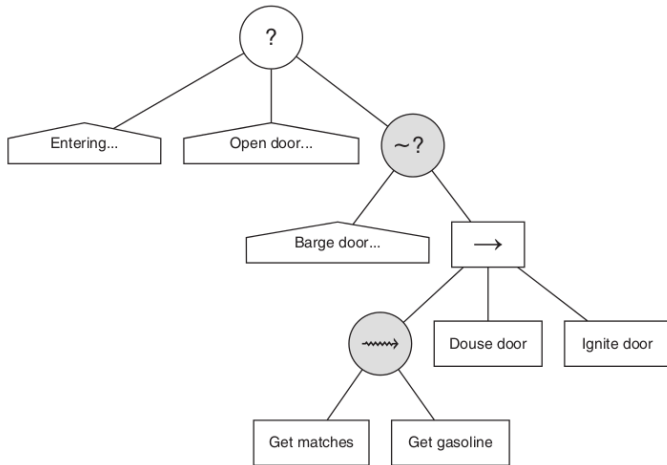 ?
Entering...
Open door...
~?
Barge door...
→
Douse door
Ignite door
Get matches
Get gasoline